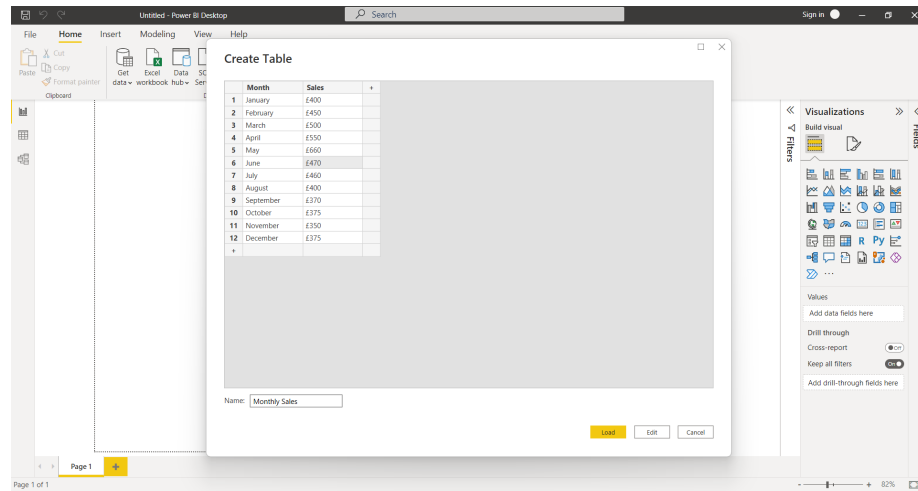 Untitled - Power BI Desktop
Search
Sign in
File Home Insert Modeling View Help
Paste
Cut
Copy
Format painter
Clipboard
Get data
Excel workbook
Data hub
Create Table
Month Sales +
1 January £400
2 February £450
3 March £500
4 April £550
5 May £660
6 June £470
7 July £460
8 August £400
9 September £370
10 October £375
11 November £350
12 December £375
+
Name: Monthly Sales
Load Edit Cancel
Filters
Visualizations
Build visual
R Py
123
Values
Add data fields here
Drill through
Cross-report Off
Keep all filters On
Add drill-through fields here
Fields
Page 1 +
Page 1 of 1
- + 82%